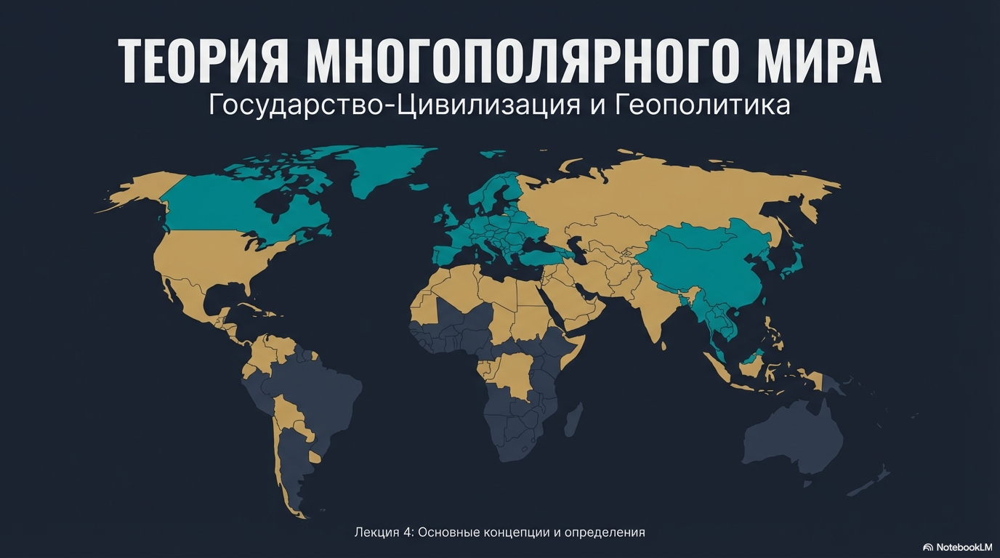 ТЕОРИЯ МНОГОПОЛЯРНОГО МИРА
Государство-Цивилизация и Геополитика
Лекция 4: Основные концепции и определения
NotebookLM